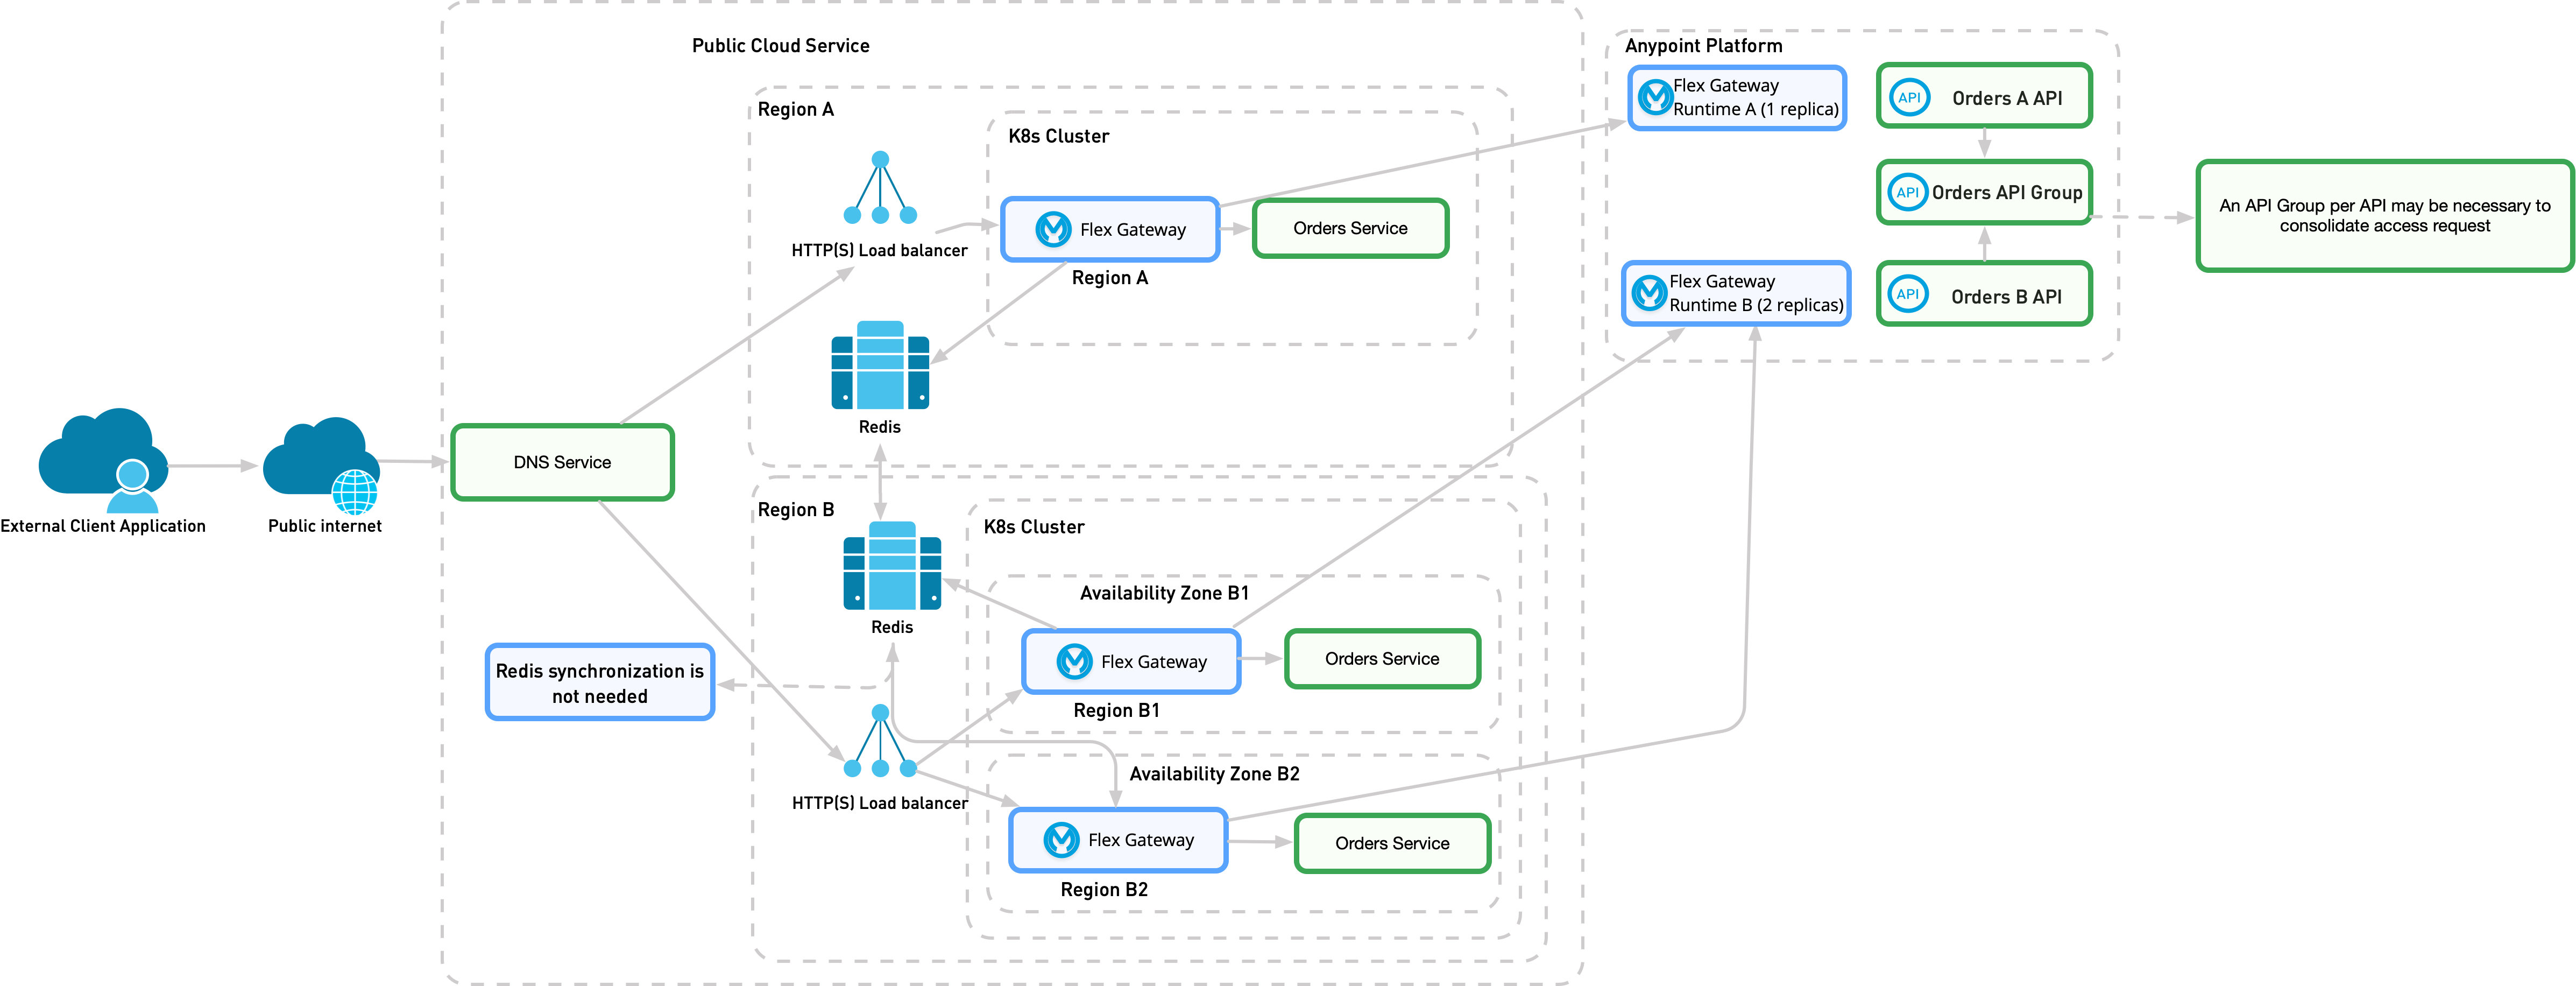 Public Cloud Service
Region A
K8s Cluster
HTTP(S) Load balancer
Flex Gateway
Region A
Orders Service
Redis
External Client Application
Public internet
DNS Service
Region B
K8s Cluster
Redis
Redis synchronization is
not needed
Availability Zone B1
Flex Gateway
Region B1
Orders Service
HTTP(S) Load balancer
Availability Zone B2
Flex Gateway
Region B2
Orders Service
Anypoint Platform
Flex Gateway
Runtime A (1 replica)
API
Orders A API
API
Orders API Group
Flex Gateway
Runtime B (2 replicas)
API
Orders B API
An API Group per API may be necessary to
consolidate access request